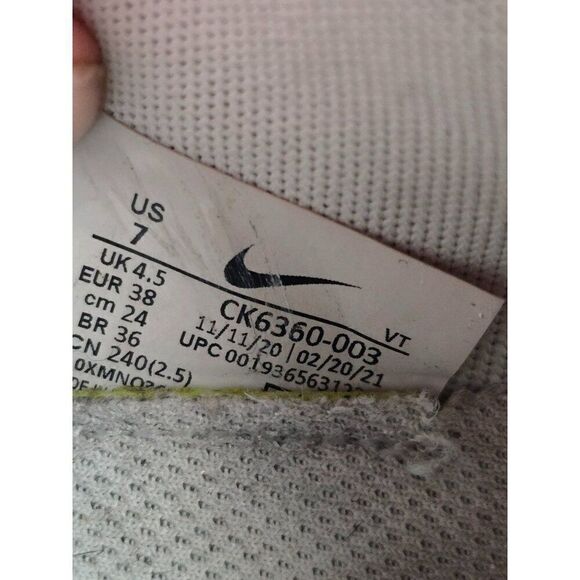 US
7
UK 4.5
EUR 38
cm 24
BR 36
CN 240(2.5)
CK6360-003 VT
11/11/20 | 02/20/21
UPC